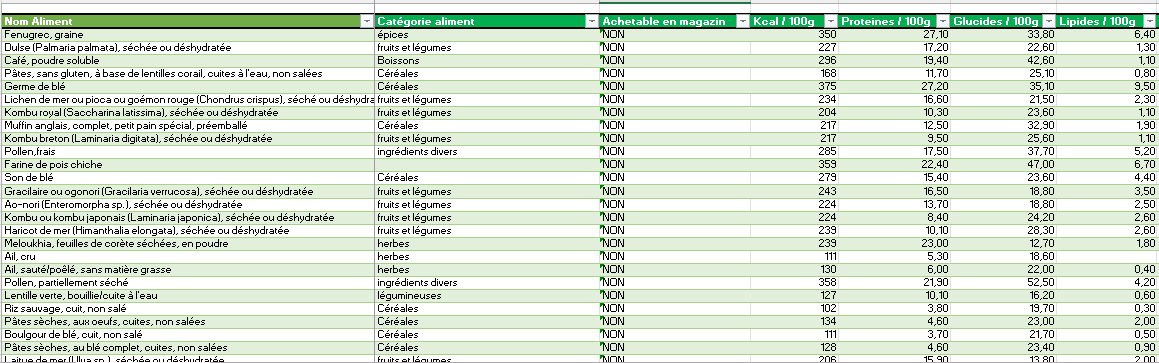 Nom Aliment Catégorie aliment Achetable en magazin Kcal / 100g Proteines / 100g Glucides / 100g Lipides / 100g
Fenugrec, graine épices NON 350 27,10 33,80 6,40
Dulse (Palmaria palmata), séchée ou déshydratée fruits et légumes NON 227 17,20 22,60 1,30
Café, poudre soluble Boissons NON 296 19,40 42,60 1,10
Pâtes, sans gluten, à base de lentilles corail, cuites à l'eau, non salées Céréales NON 168 11,70 25,10 0,80
Germe de blé Céréales NON 375 27,20 35,10 9,50
Lichen de mer ou pioca ou goémon rouge (Chondrus crispus), séché ou déshydra fruits et légumes NON 234 16,60 21,50 2,30
Kombu royal (Saccharina latissima), séchée ou déshydratée fruits et légumes NON 204 10,30 23,60 1,10
Muffin anglais, complet, petit pain spécial, préemballé Céréales NON 217 12,50 32,90 1,90
Kombu breton (Laminaria digitata), séchée ou déshydratée fruits et légumes NON 217 9,50 25,60 1,10
Pollen,frais ingrédients divers NON 285 17,50 37,70 5,20
Farine de pois chiche NON 359 22,40 47,00 6,70
Son de blé Céréales NON 279 15,40 23,60 4,40
Gracilaire ou ogonori (Gracilaria verrucosa), séchée ou déshydratée fruits et légumes NON 243 16,50 18,80 3,50
Ao-nori (Enteromorpha sp.), séchée ou déshydratée fruits et légumes NON 224 13,70 18,80 2,50
Kombu ou kombu japonais (Laminaria japonica), séchée ou déshydratée fruits et légumes NON 224 8,40 24,20 2,60
Haricot de mer (Himanthalia elongata), séchée ou déshydratée fruits et légumes NON 239 10,10 28,30 2,60
Meloukhia, feuilles de corète séchées, en poudre herbes NON 239 23,00 12,70 1,80
Ail, cru herbes NON 111 5,30 18,60
Ail, sauté/poêlé, sans matière grasse herbes NON 130 6,00 22,00 0,40
Pollen, partiellement séché ingrédients divers NON 358 21,90 52,50 4,20
Lentille verte, bouillie/cuite à l'eau légumineuses NON 127 10,10 16,20 0,60
Riz sauvage, cuit, non salé Céréales NON 102 3,80 19,70 0,30
Pâtes sèches, aux oeufs, cuites, non salées Céréales NON 134 4,60 23,00 2,00
Boulgour de blé, cuit, non salé Céréales NON 111 3,70 21,70 0,50
Pâtes sèches, au blé complet, cuites, non salées Céréales NON 128 4,60 23,40 0,90
Laitue de mer (Ulva sp.), séchée ou déshydratée fruits et légumes NON 206 15,90 13,80 2,00